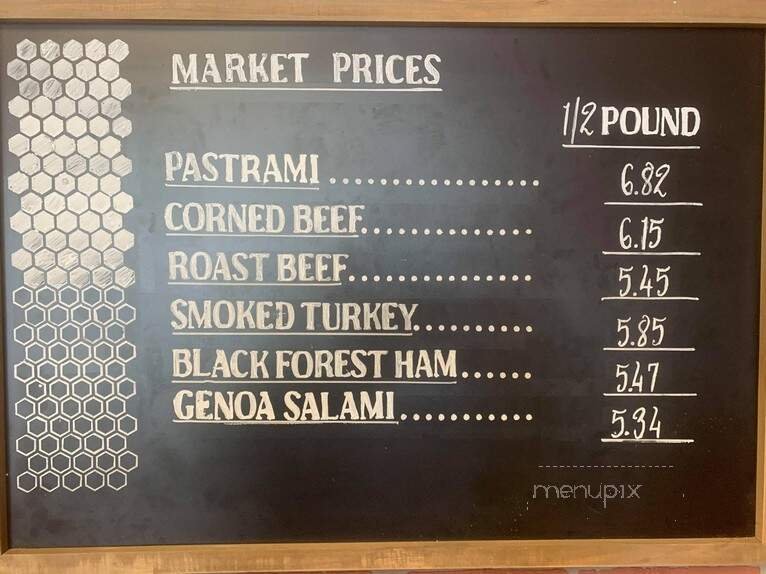 MARKET PRICES
1/2 POUND
PASTRAMI .................. 6.82
CORNED BEEF................ 6.15
ROAST BEEF................. 5.45
SMOKED TURKEY........... 5.85
BLACK FOREST HAM...... 5.47
GENOA SALAMI............ 5.34
menupix